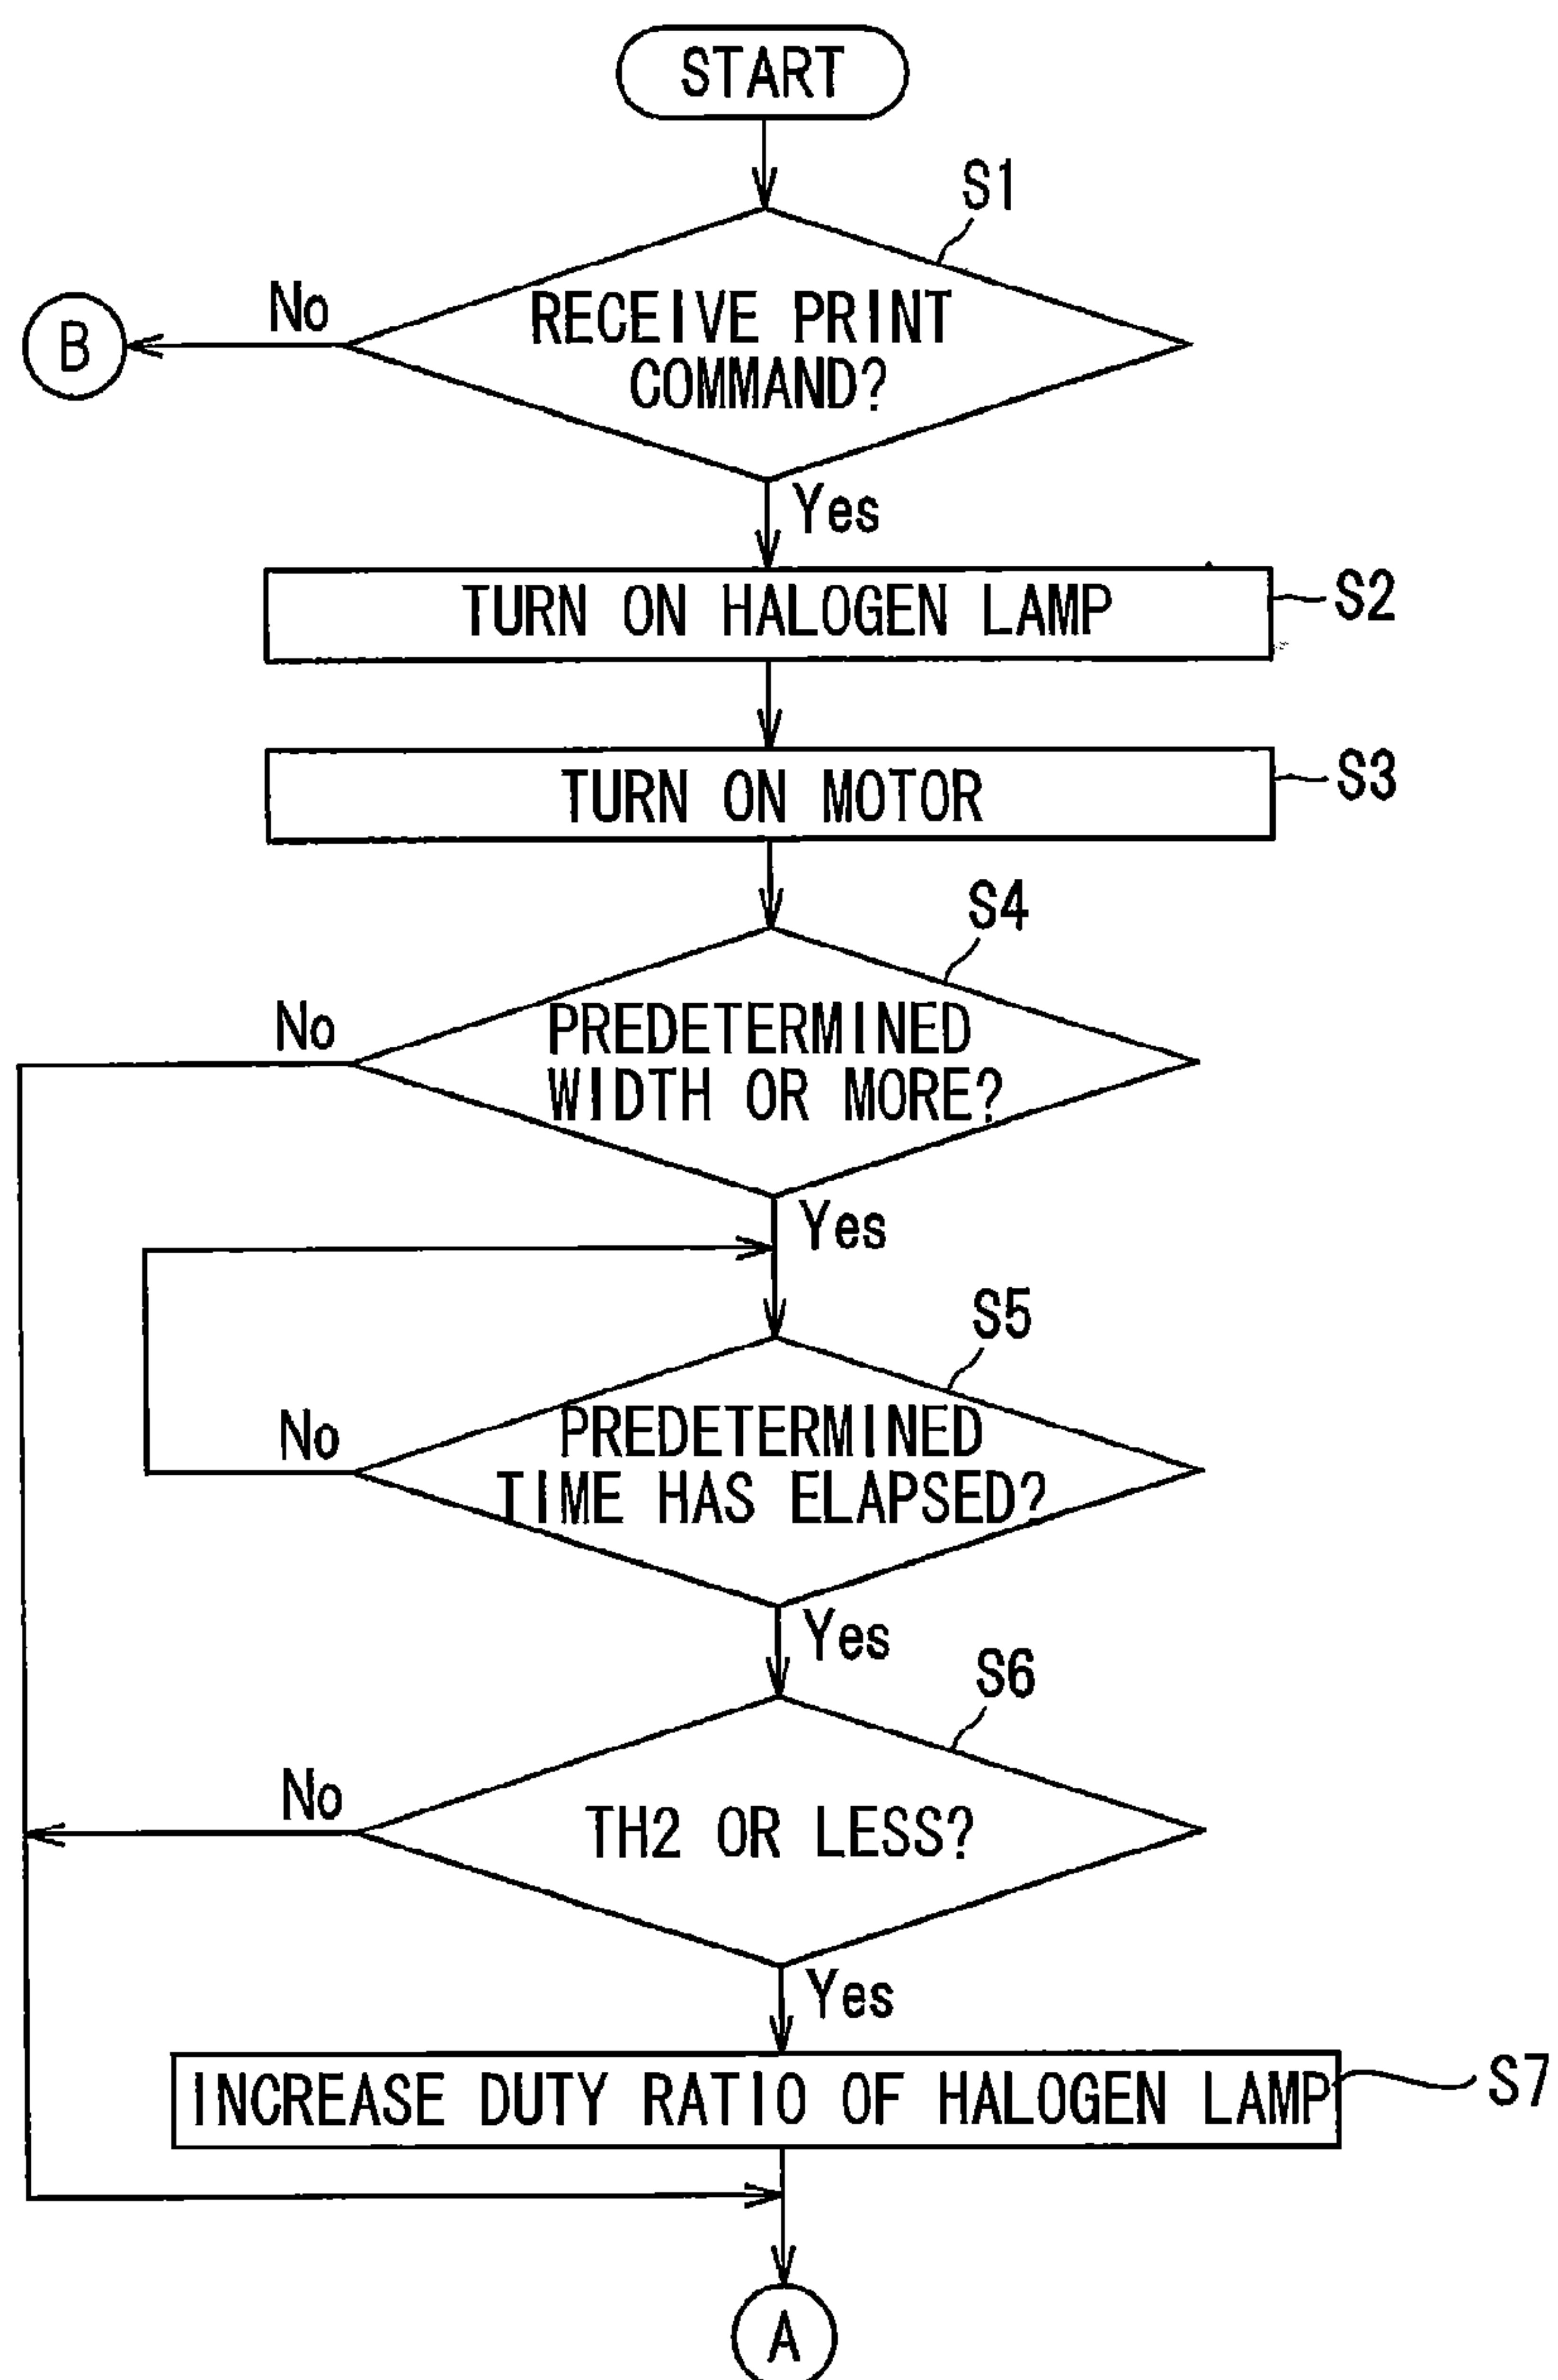 START
S1
RECEIVE PRINT
COMMAND?
No
B
Yes
TURN ON HALOGEN LAMP
S2
TURN ON MOTOR
S3
S4
PREDETERMINED
WIDTH OR MORE?
No
Yes
S5
PREDETERMINED
TIME HAS ELAPSED?
No
Yes
S6
TH2 OR LESS?
No
Yes
INCREASE DUTY RATIO OF HALOGEN LAMP
S7
A